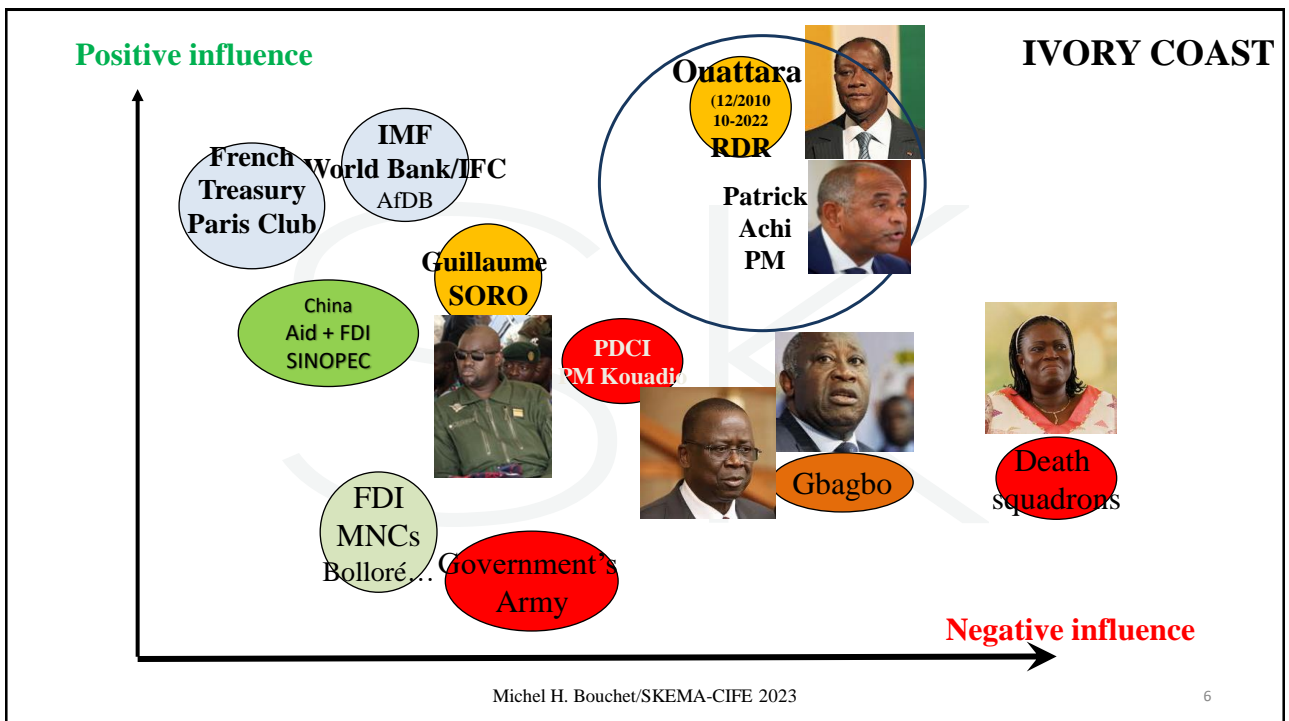 Positive influence
IVORY COAST
Ouattara
(12/2010
10-2022
RDR
Patrick
Achi
PM
IMF
World Bank/IFC
AfDB
French
Treasury
Paris Club
Guillaume
SORO
China
Aid + FDI
SINOPEC
PDCI
PM Kouadio
Gbagbo
Death
squadrons
FDI
MNCs
Bolloré…
Government's
Army
Negative influence
Michel H. Bouchet/SKEMA-CIFE 2023
6
SK